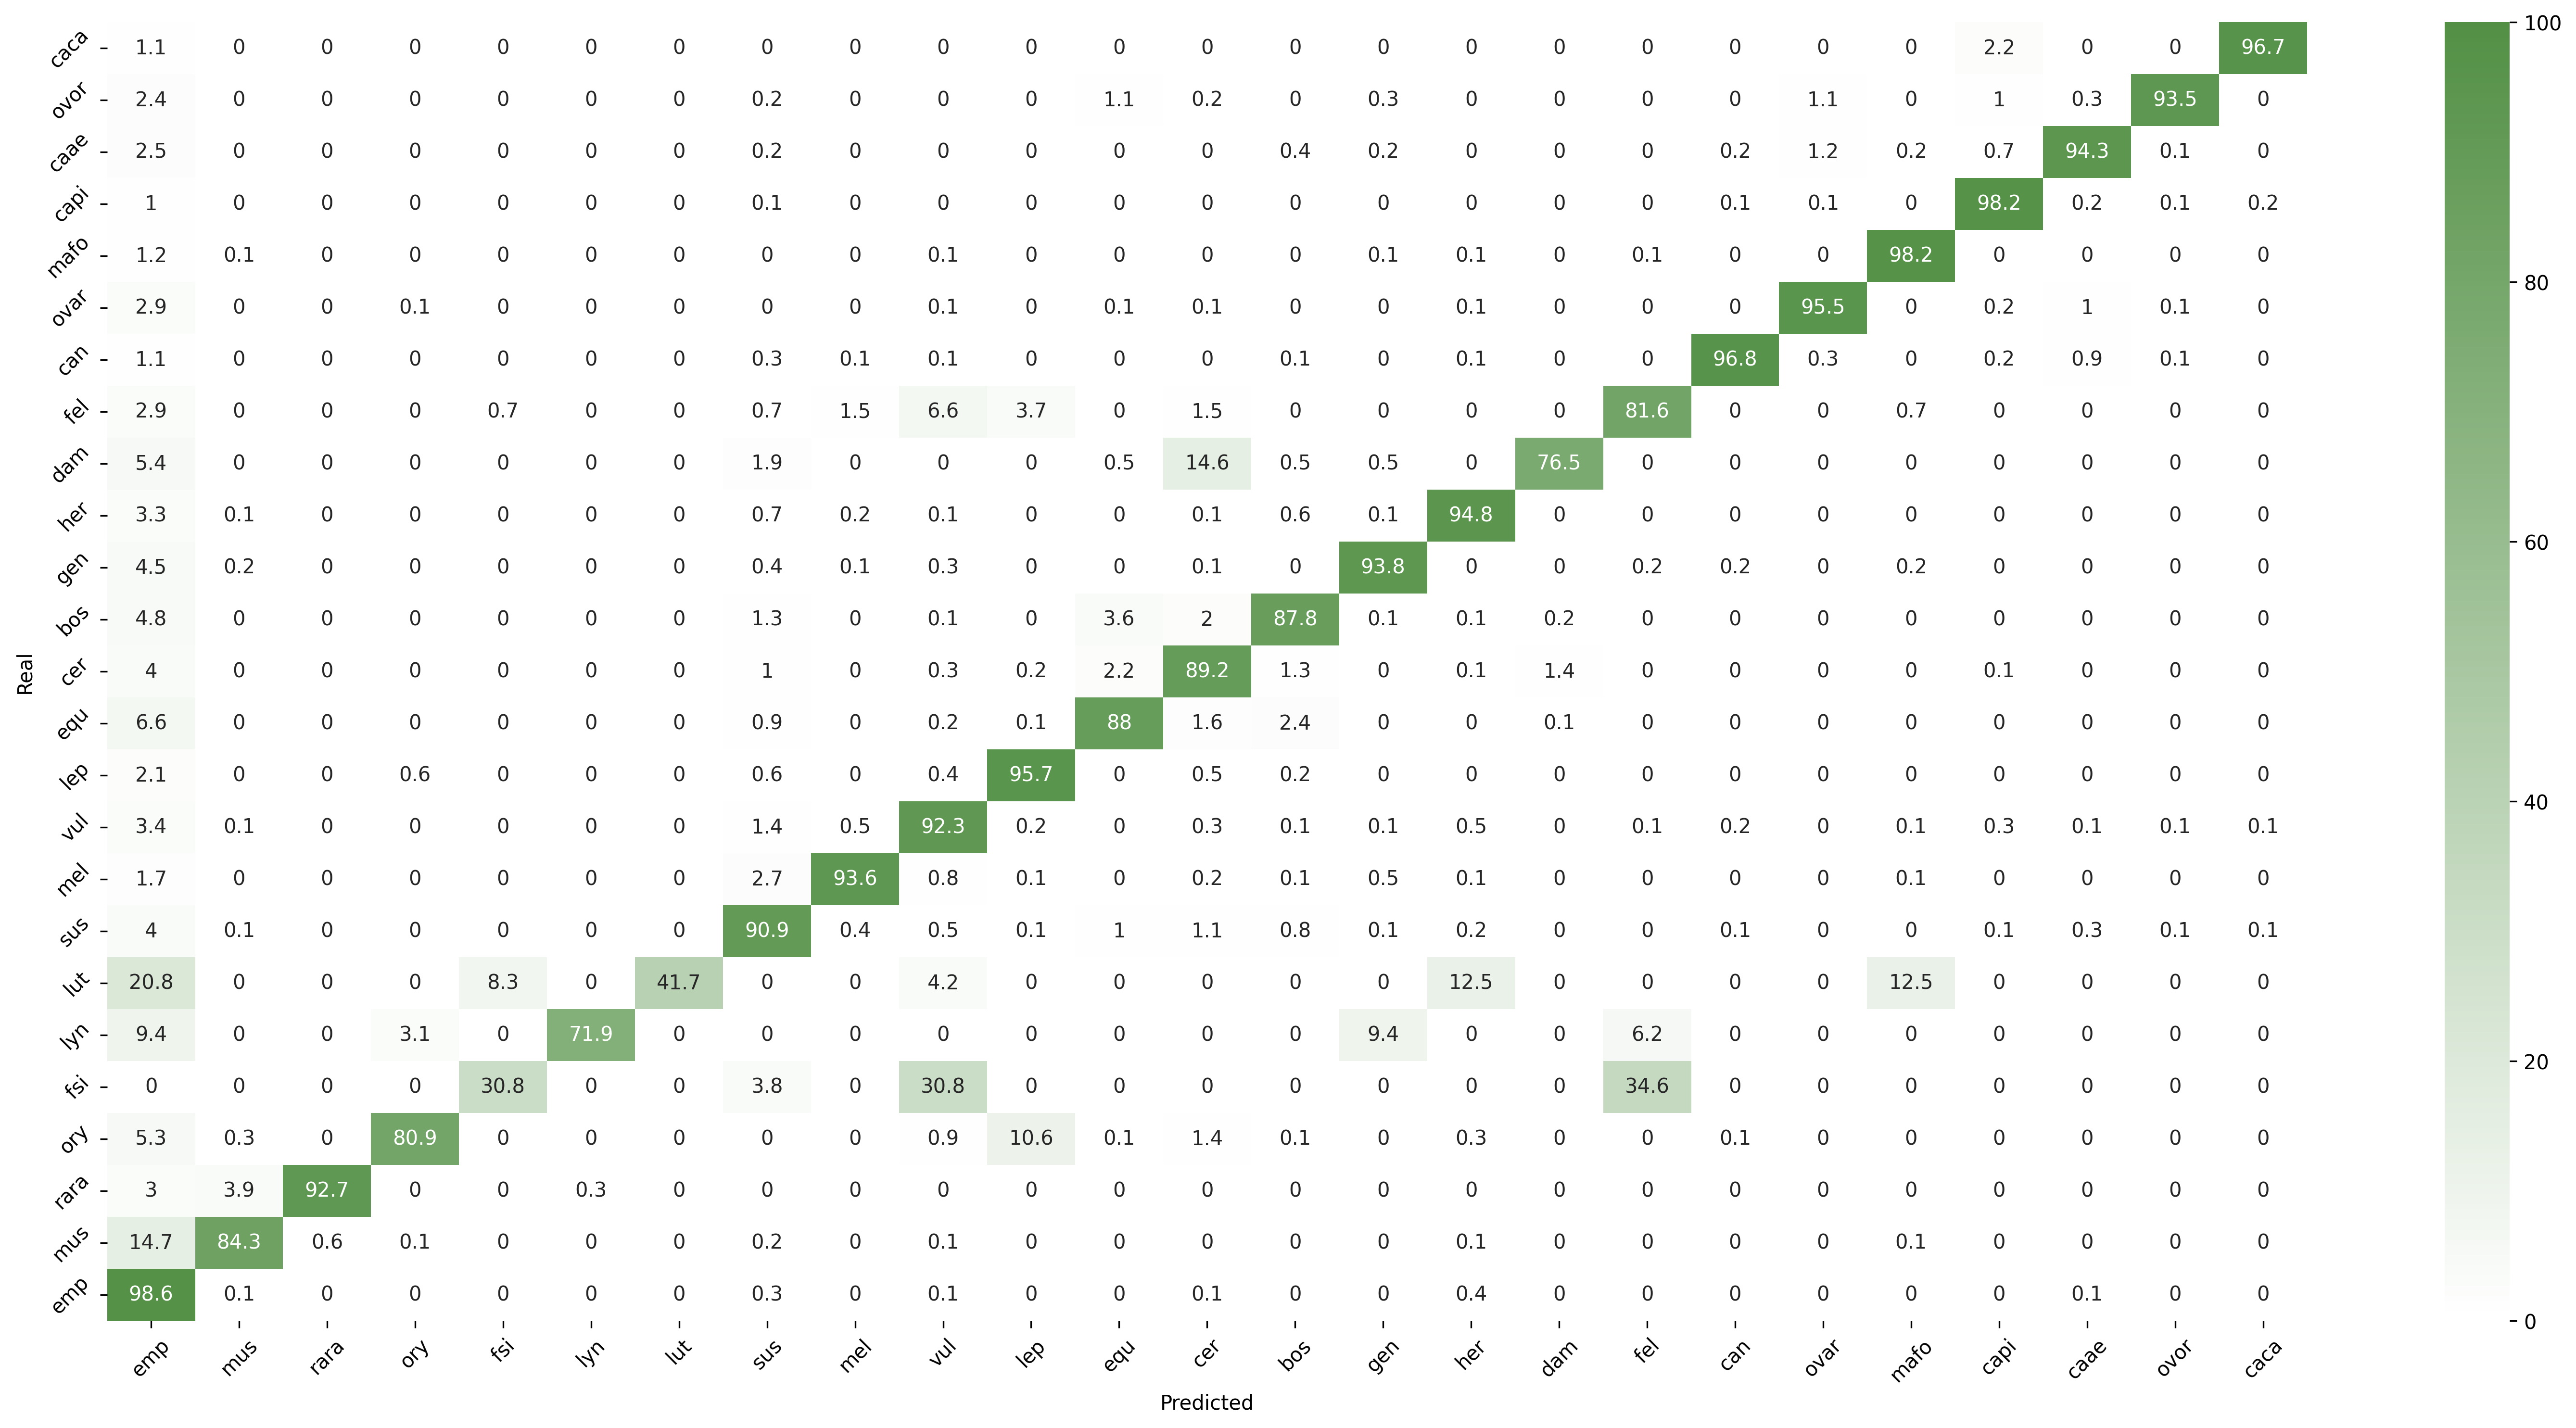 caca 1.1 0 0 0 0 0 0 0 0 0 0 0 0 0 0 0 0 0 0 0 0 2.2 0 0 96.7 100
ovor 2.4 0 0 0 0 0 0 0.2 0 0 0 1.1 0.2 0 0.3 0 0 0 0 1.1 0 1 0.3 93.5 0
caae 2.5 0 0 0 0 0 0 0.2 0 0 0 0 0 0.4 0.2 0 0 0 0.2 1.2 0.2 0.7 94.3 0.1 0
capi 1 0 0 0 0 0 0 0.1 0 0 0 0 0 0 0 0 0 0 0.1 0.1 0 98.2 0.2 0.1 0.2
mafo 1.2 0.1 0 0 0 0 0 0 0 0.1 0 0 0 0 0.1 0.1 0 0.1 0 0 98.2 0 0 0 0
80
ovar 2.9 0 0 0.1 0 0 0 0 0 0.1 0 0.1 0.1 0 0 0.1 0 0 0 95.5 0 0.2 1 0.1 0
can 1.1 0 0 0 0 0 0 0.3 0.1 0.1 0 0 0 0.1 0 0.1 0 0 96.8 0.3 0 0.2 0.9 0.1 0
fel 2.9 0 0 0 0.7 0 0 0.7 1.5 6.6 3.7 0 1.5 0 0 0 0 81.6 0 0 0.7 0 0 0 0
dam 5.4 0 0 0 0 0 0 1.9 0 0 0 0.5 14.6 0.5 0.5 0 76.5 0 0 0 0 0 0 0 0
her 3.3 0.1 0 0 0 0 0 0.7 0.2 0.1 0 0 0.1 0.6 0.1 94.8 0 0 0 0 0 0 0 0 0
60
gen 4.5 0.2 0 0 0 0 0 0.4 0.1 0.3 0 0 0.1 0 93.8 0 0 0.2 0.2 0 0.2 0 0 0 0
bos 4.8 0 0 0 0 0 0 1.3 0 0.1 0 3.6 2 87.8 0.1 0.1 0.2 0 0 0 0 0 0 0 0
Real
cer 4 0 0 0 0 0 0 1 0 0.3 0.2 2.2 89.2 1.3 0 0.1 1.4 0 0 0 0 0.1 0 0 0
equ 6.6 0 0 0 0 0 0 0.9 0 0.2 0.1 88 1.6 2.4 0 0 0.1 0 0 0 0 0 0 0 0
lep 2.1 0 0 0.6 0 0 0 0.6 0 0.4 95.7 0 0.5 0.2 0 0 0 0 0 0 0 0 0 0 0
40
vul 3.4 0.1 0 0 0 0 0 1.4 0.5 92.3 0.2 0 0.3 0.1 0.1 0.5 0 0.1 0.2 0 0.1 0.3 0.1 0.1 0.1
mel 1.7 0 0 0 0 0 0 2.7 93.6 0.8 0.1 0 0.2 0.1 0.5 0.1 0 0 0 0 0.1 0 0 0 0
sus 4 0.1 0 0 0 0 0 90.9 0.4 0.5 0.1 1 1.1 0.8 0.1 0.2 0 0 0.1 0 0 0.1 0.3 0.1 0.1
lut 20.8 0 0 0 8.3 0 41.7 0 0 4.2 0 0 0 0 0 12.5 0 0 0 0 12.5 0 0 0 0
lyn 9.4 0 0 3.1 0 71.9 0 0 0 0 0 0 0 0 9.4 0 0 6.2 0 0 0 0 0 0 0
20
fsi 0 0 0 0 30.8 0 0 3.8 0 30.8 0 0 0 0 0 0 0 34.6 0 0 0 0 0 0 0
ory 5.3 0.3 0 80.9 0 0 0 0 0 0.9 10.6 0.1 1.4 0.1 0 0.3 0 0 0.1 0 0 0 0 0 0
rara 3 3.9 92.7 0 0 0.3 0 0 0 0 0 0 0 0 0 0 0 0 0 0 0 0 0 0 0
mus 14.7 84.3 0.6 0.1 0 0 0 0.2 0 0.1 0 0 0 0 0 0.1 0 0 0 0 0.1 0 0 0 0
emp 98.6 0.1 0 0 0 0 0 0.3 0 0.1 0 0 0.1 0 0 0.4 0 0 0 0 0 0 0.1 0 0
0
emp mus rara ory fsi lyn lut sus mel vul lep equ cer bos gen her dam fel can ovar mafo capi caae ovor caca
Predicted